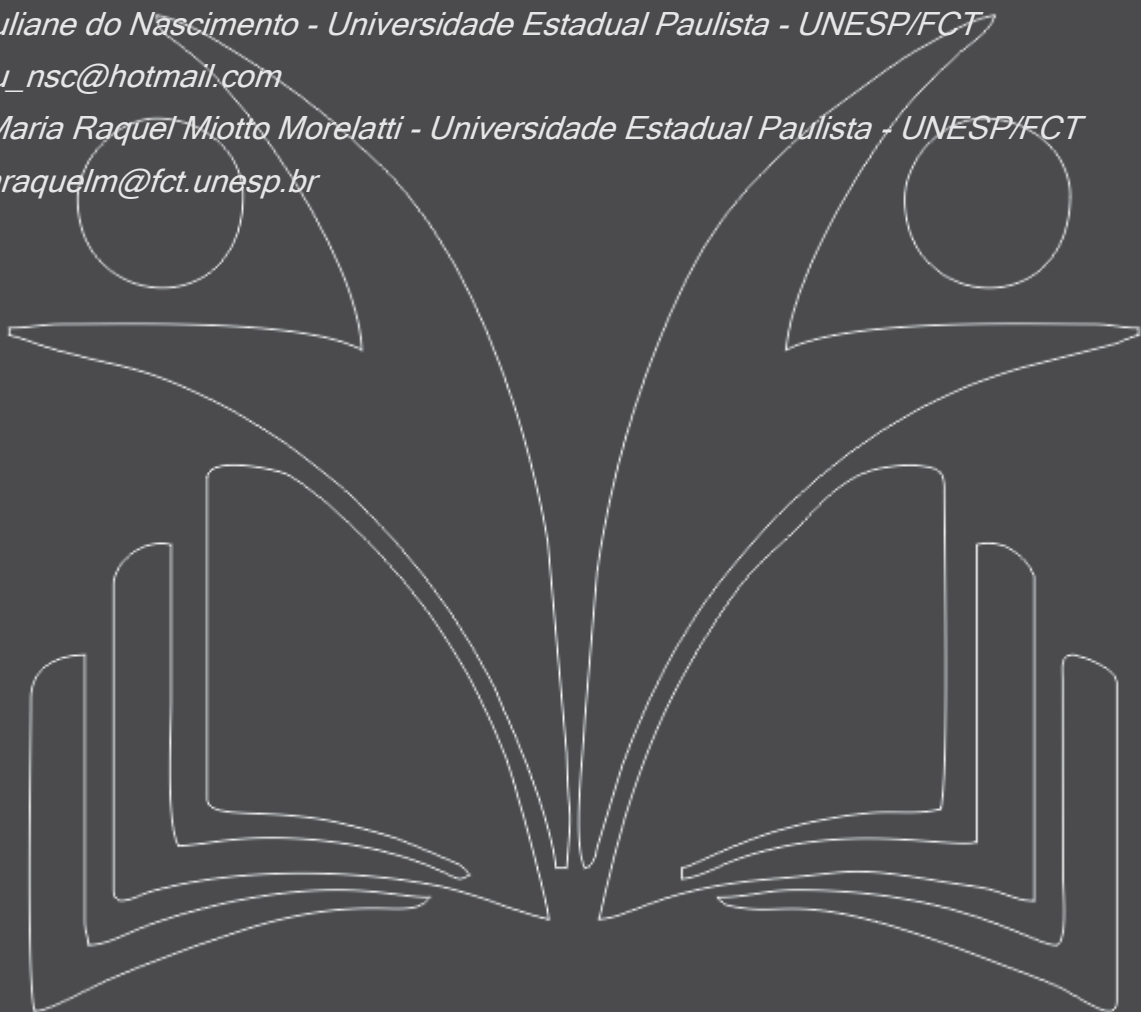 uliane do Nascimento - Universidade Estadual Paulista - UNESP/FCT
u_nsc@hotmail.com
Maria Raquel Miotto Morelatti - Universidade Estadual Paulista - UNESP/FCT
raquelm@fct.unesp.br